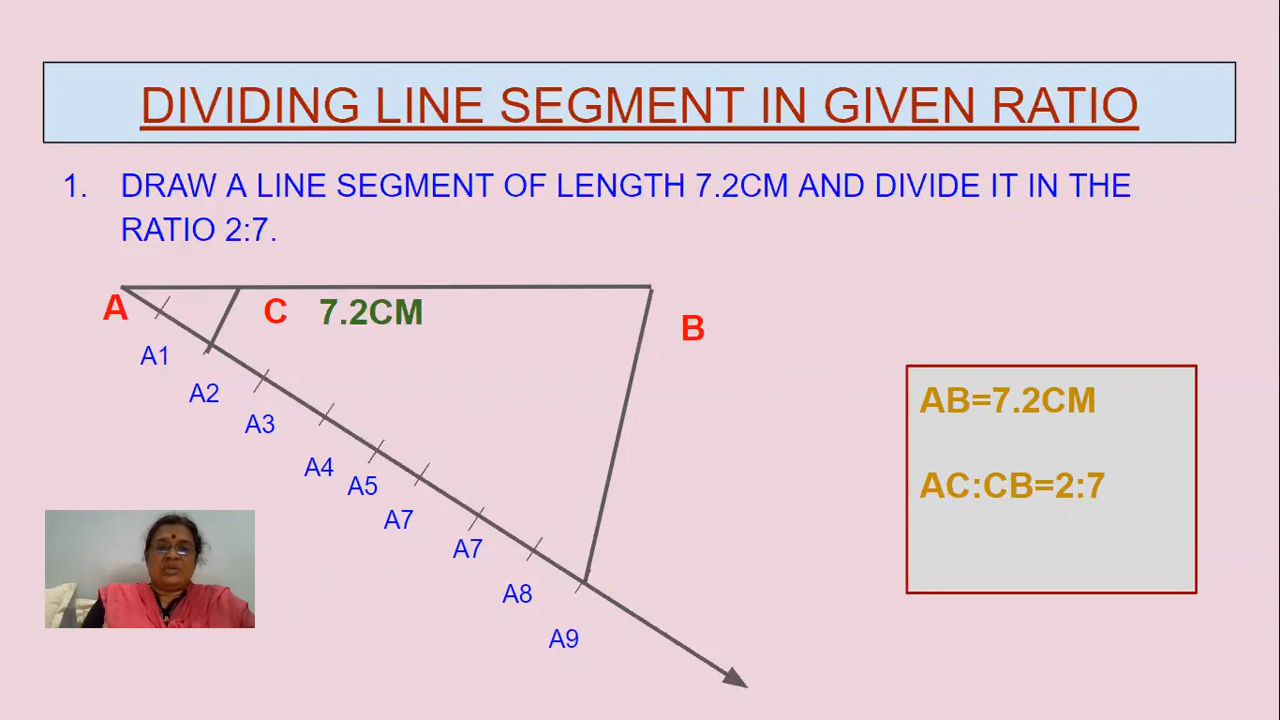 DIVIDING LINE SEGMENT IN GIVEN RATIO
1. DRAW A LINE SEGMENT OF LENGTH 7.2CM AND DIVIDE IT IN THE
RATIO 2:7.
A
C
7.2CM
B
A1
A2
A3
A4
A5
A7
A7
A8
A9
AB=7.2CM
AC:CB=2:7